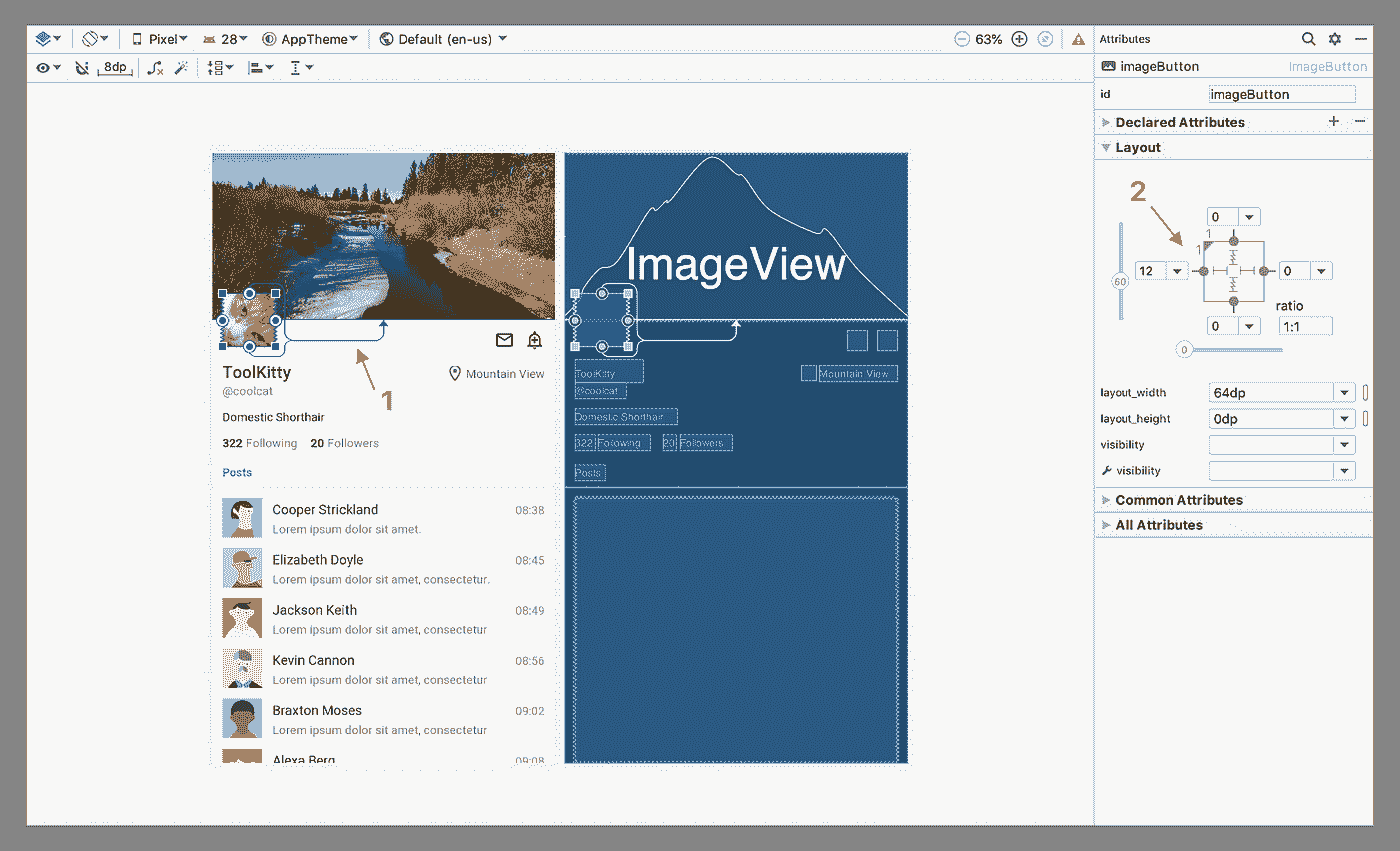 Pixel 28 AppTheme Default (en-us) 63%
8dp
Attributes
imageButton ImageButton
id imageButton
Declared Attributes
Layout
2
0
1
1
12 0
60
ratio
0 1:1
0
layout_width 64dp
layout_height 0dp
visibility
visibility
Common Attributes
All Attributes
1
ToolKitty Mountain View
@coolcat
Domestic Shorthair
322 Following 20 Followers
Posts
Cooper Strickland 08:38
Lorem ipsum dolor sit amet.
Elizabeth Doyle 08:45
Lorem ipsum dolor sit amet, consectetur.
Jackson Keith 08:49
Lorem ipsum dolor sit amet, consectetur
Kevin Cannon 08:56
Lorem ipsum dolor sit amet, consectetur
Braxton Moses 09:02
Lorem ipsum dolor sit amet, consectetur
Alexa Berg 09:08
ImageView
ToolKitty Mountain View
@coolcat
Domestic Shorthair
322 Following 20 Followers
Posts